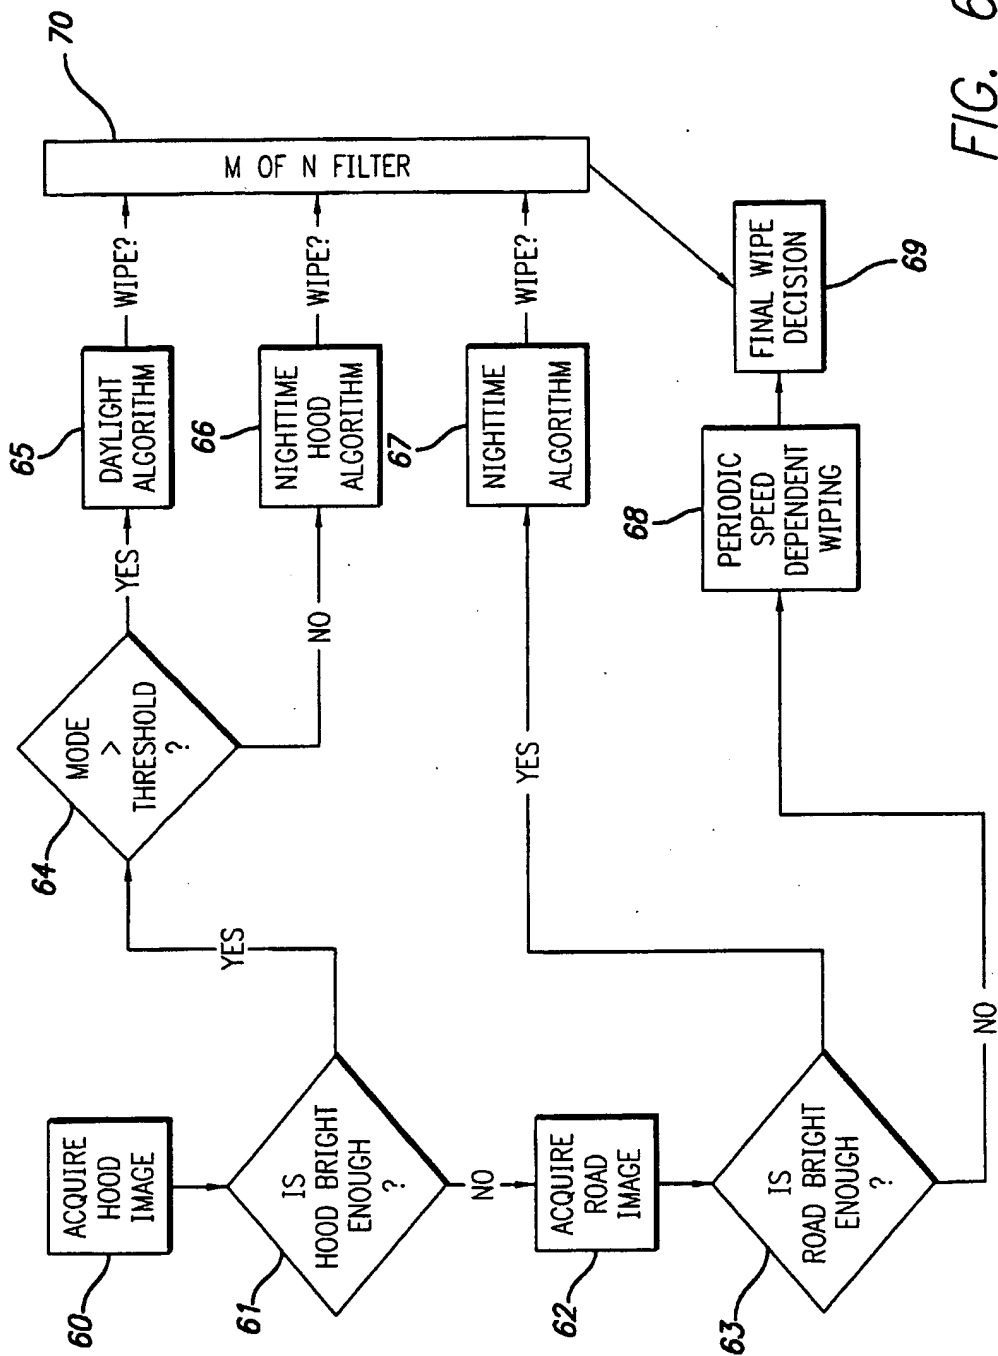 60
ACQUIRE
HOOD
IMAGE
61
IS
HOOD BRIGHT
ENOUGH
?
YES
NO
62
ACQUIRE
ROAD
IMAGE
63
IS
ROAD BRIGHT
ENOUGH
?
YES
NO
64
MODE
>
THRESHOLD
?
YES
NO
65
DAYLIGHT
ALGORITHM
WIPE?
66
NIGHTTIME
HOOD
ALGORITHM
WIPE?
67
NIGHTTIME
ALGORITHM
WIPE?
70
M OF N FILTER
68
PERIODIC
SPEED
DEPENDENT
WIPING
69
FINAL WIPE
DECISION
FIG. 6